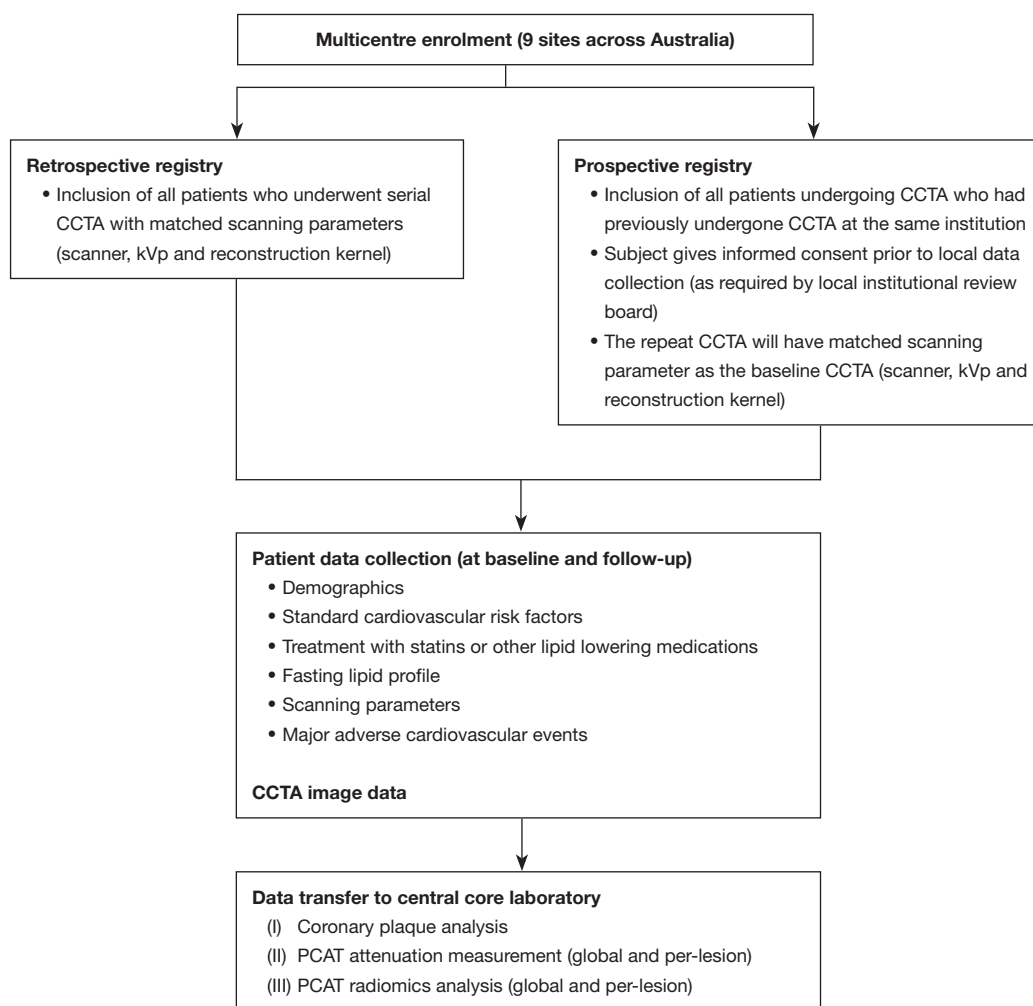 Multicentre enrolment (9 sites across Australia)
Retrospective registry
• Inclusion of all patients who underwent serial
CCTA with matched scanning parameters
(scanner, kVp and reconstruction kernel)
Prospective registry
• Inclusion of all patients undergoing CCTA who had
previously undergone CCTA at the same institution
• Subject gives informed consent prior to local data
collection (as required by local institutional review
board)
• The repeat CCTA will have matched scanning
parameter as the baseline CCTA (scanner, kVp and
reconstruction kernel)
Patient data collection (at baseline and follow-up)
• Demographics
• Standard cardiovascular risk factors
• Treatment with statins or other lipid lowering medications
• Fasting lipid profile
• Scanning parameters
• Major adverse cardiovascular events
CCTA image data
Data transfer to central core laboratory
(I) Coronary plaque analysis
(II) PCAT attenuation measurement (global and per-lesion)
(III) PCAT radiomics analysis (global and per-lesion)